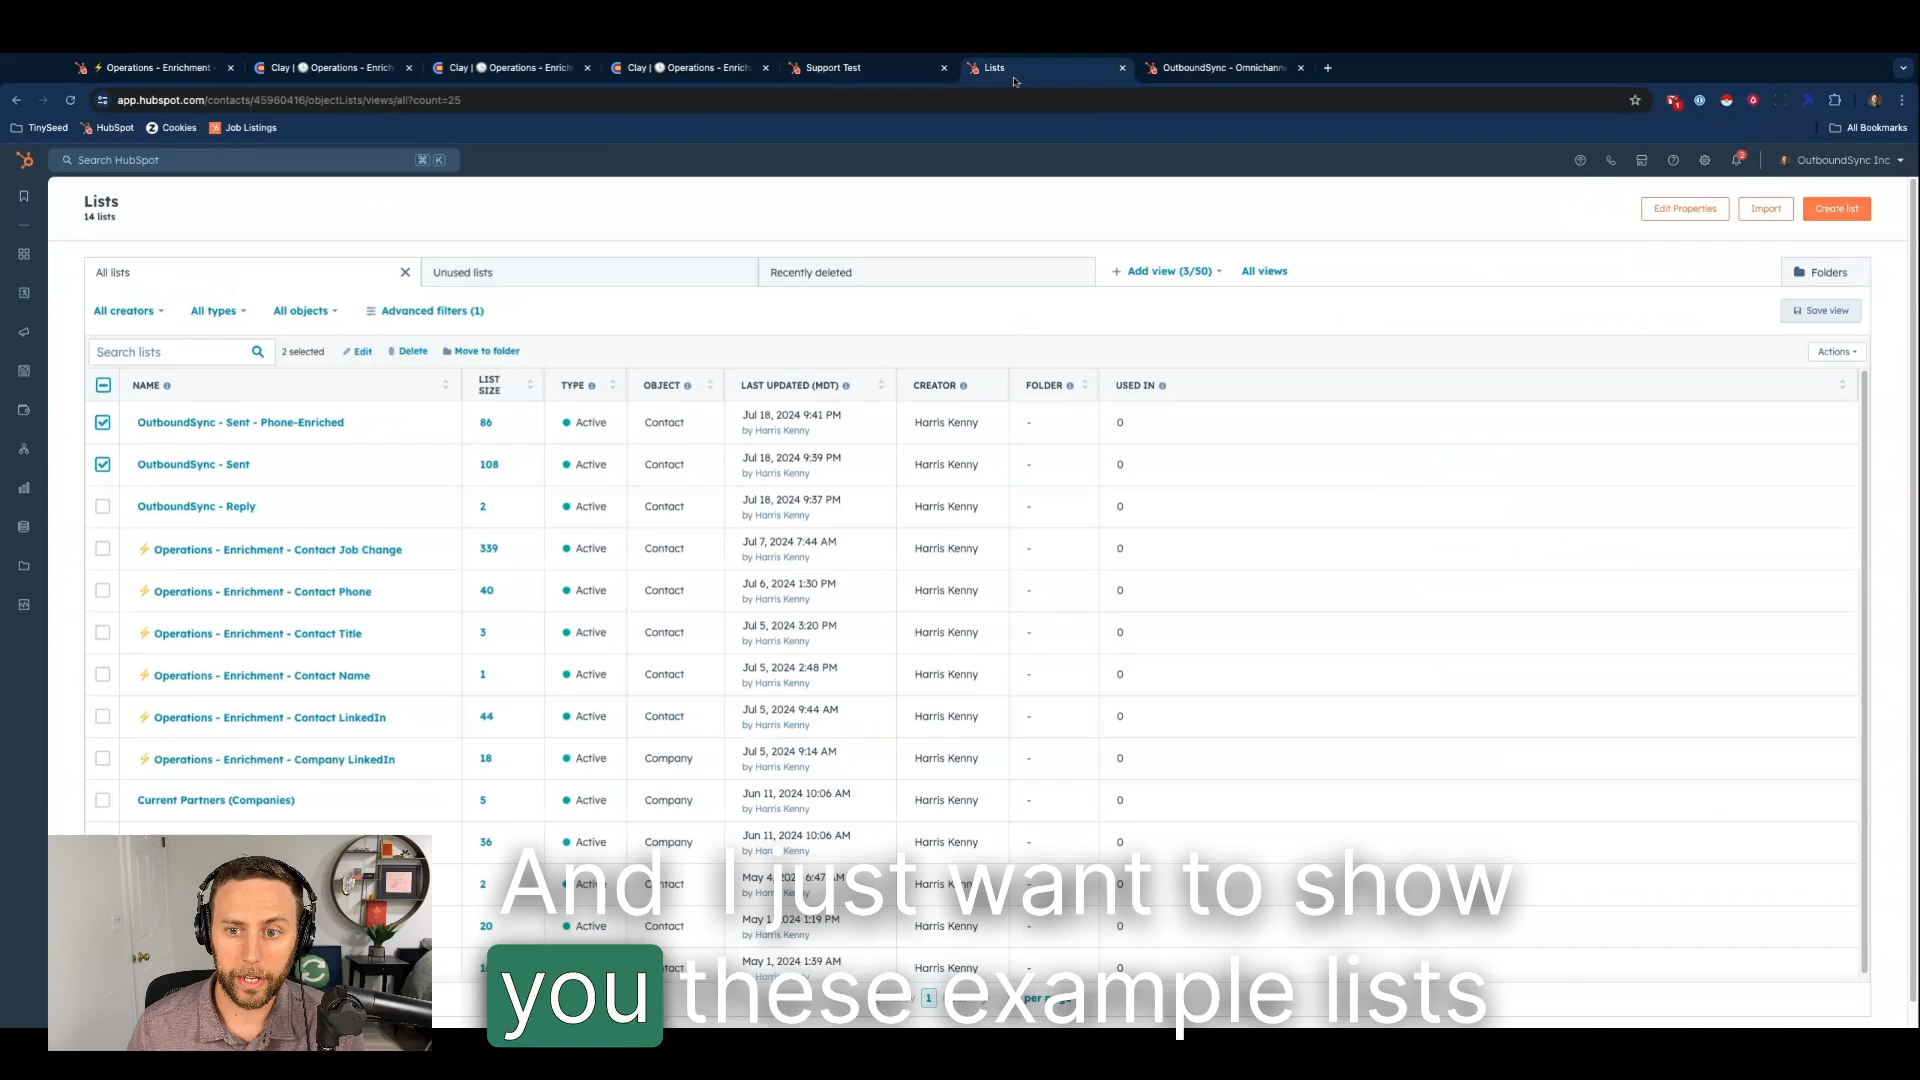 ⚡ Operations - Enrichment -
Clay | 🕒 Operations - Enrich
Clay | 🕒 Operations - Enrich
Clay | 🕒 Operations - Enrich
Support Test
Lists
OutboundSync - Omnichann
app.hubspot.com/contacts/45960416/objectLists/views/all?count=25
TinySeed
HubSpot
Cookies
Job Listings
All Bookmarks
Search HubSpot
⌘ K
2
OutboundSync Inc
Lists
14 lists
Edit Properties
Import
Create list
All lists
Unused lists
Recently deleted
+ Add view (3/50)
All views
Folders
All creators
All types
All objects
Advanced filters (1)
Save view
Search lists
2 selected
Edit
Delete
Move to folder
Actions
NAME LIST SIZE TYPE OBJECT LAST UPDATED (MDT) CREATOR FOLDER USED IN
OutboundSync - Sent - Phone-Enriched 86 Active Contact Jul 18, 2024 9:41 PM Harris Kenny - 0
by Harris Kenny
OutboundSync - Sent 108 Active Contact Jul 18, 2024 9:39 PM Harris Kenny - 0
by Harris Kenny
OutboundSync - Reply 2 Active Contact Jul 18, 2024 9:37 PM Harris Kenny - 0
by Harris Kenny
⚡ Operations - Enrichment - Contact Job Change 339 Active Contact Jul 7, 2024 7:44 AM Harris Kenny - 0
by Harris Kenny
⚡ Operations - Enrichment - Contact Phone 40 Active Contact Jul 6, 2024 1:30 PM Harris Kenny - 0
by Harris Kenny
⚡ Operations - Enrichment - Contact Title 3 Active Contact Jul 5, 2024 3:20 PM Harris Kenny - 0
by Harris Kenny
⚡ Operations - Enrichment - Contact Name 1 Active Contact Jul 5, 2024 2:48 PM Harris Kenny - 0
by Harris Kenny
⚡ Operations - Enrichment - Contact LinkedIn 44 Active Contact Jul 5, 2024 9:44 AM Harris Kenny - 0
by Harris Kenny
⚡ Operations - Enrichment - Company LinkedIn 18 Active Company Jul 5, 2024 9:14 AM Harris Kenny - 0
by Harris Kenny
Current Partners (Companies) 5 Active Company Jun 11, 2024 10:06 AM Harris Kenny - 0
by Harris Kenny
36 Active Company Jun 11, 2024 10:06 AM Harris Kenny - 0
2 Harris Kenny
20 Active Contact 1:19 PM Harris Kenny - 0
by Harris Kenny
May 1, 2024 1:39 AM Harris Kenny - 0
by Harris Kenny
1
And I just want to show
you these example lists